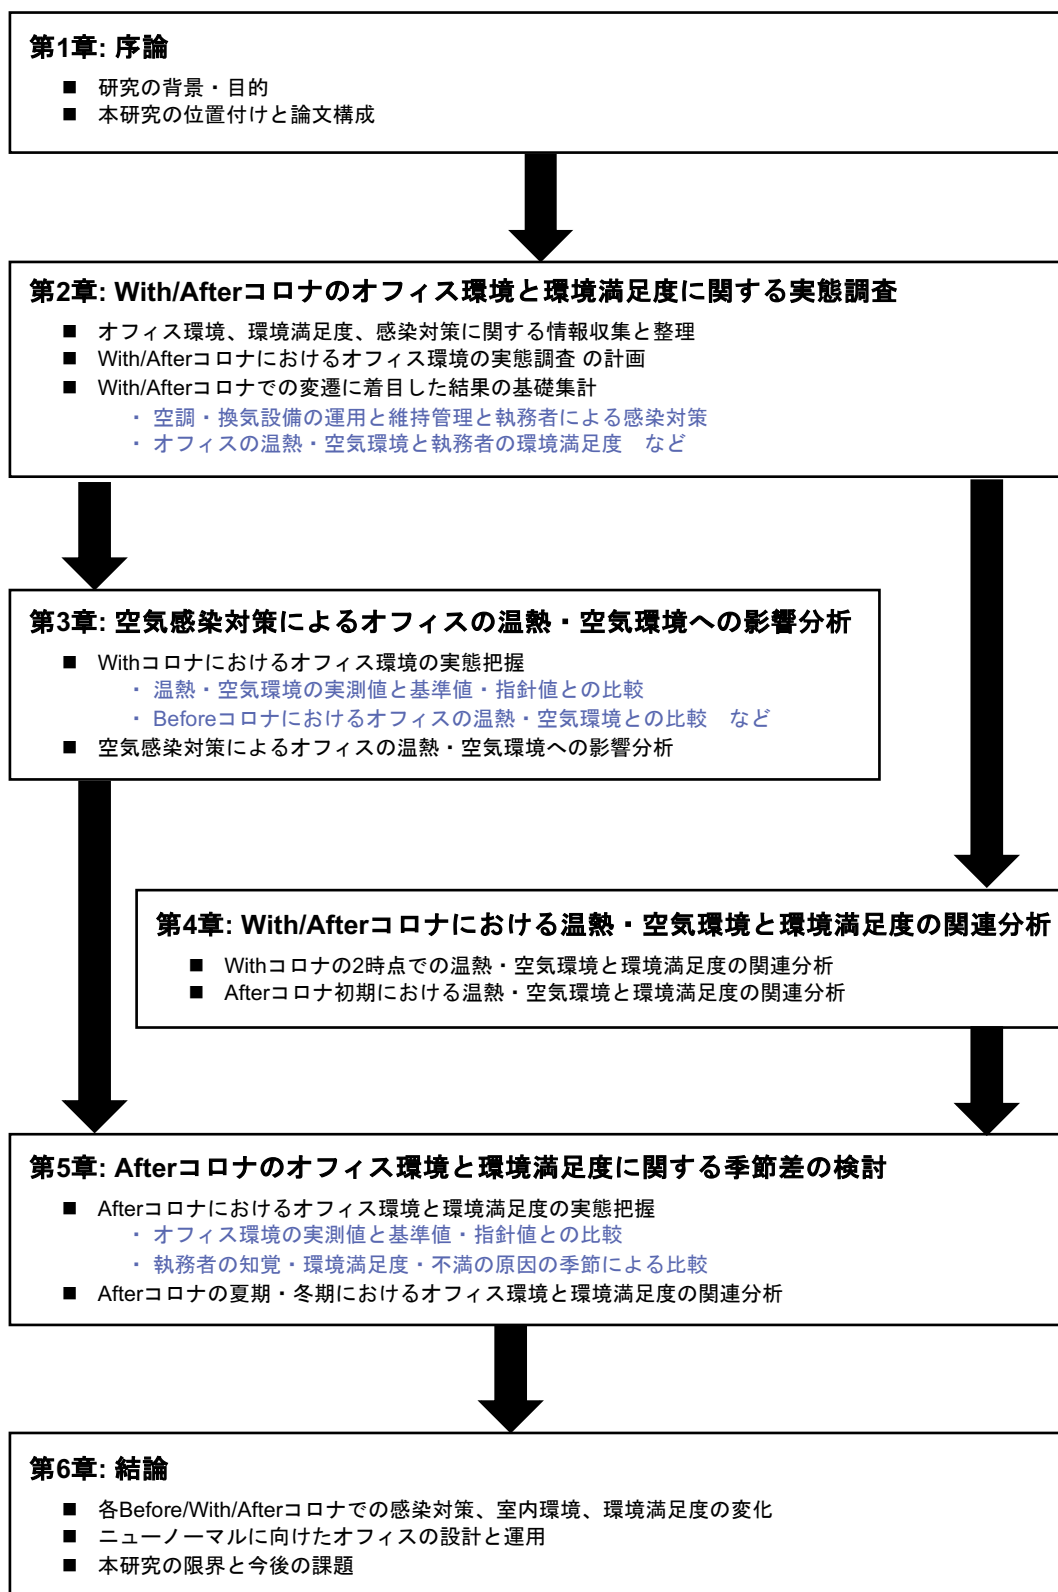 第1章: 序論
■ 研究の背景・目的
■ 本研究の位置付けと論文構成
第2章: With/Afterコロナのオフィス環境と環境満足度に関する実態調査
■ オフィス環境、環境満足度、感染対策に関する情報収集と整理
■ With/Afterコロナにおけるオフィス環境の実態調査 の計画
■ With/Afterコロナでの変遷に着目した結果の基礎集計
・ 空調・換気設備の運用と維持管理と執務者による感染対策
・ オフィスの温熱・空気環境と執務者の環境満足度 など
第3章: 空気感染対策によるオフィスの温熱・空気環境への影響分析
■ Withコロナにおけるオフィス環境の実態把握
・ 温熱・空気環境の実測値と基準値・指針値との比較
・ Beforeコロナにおけるオフィスの温熱・空気環境との比較 など
■ 空気感染対策によるオフィスの温熱・空気環境への影響分析
第4章: With/Afterコロナにおける温熱・空気環境と環境満足度の関連分析
■ Withコロナの2時点での温熱・空気環境と環境満足度の関連分析
■ Afterコロナ初期における温熱・空気環境と環境満足度の関連分析
第5章: Afterコロナのオフィス環境と環境満足度に関する季節差の検討
■ Afterコロナにおけるオフィス環境と環境満足度の実態把握
・ オフィス環境の実測値と基準値・指針値との比較
・ 執務者の知覚・環境満足度・不満の原因の季節による比較
■ Afterコロナの夏期・冬期におけるオフィス環境と環境満足度の関連分析
第6章: 結論
■ 各Before/With/Afterコロナでの感染対策、室内環境、環境満足度の変化
■ ニューノーマルに向けたオフィスの設計と運用
■ 本研究の限界と今後の課題